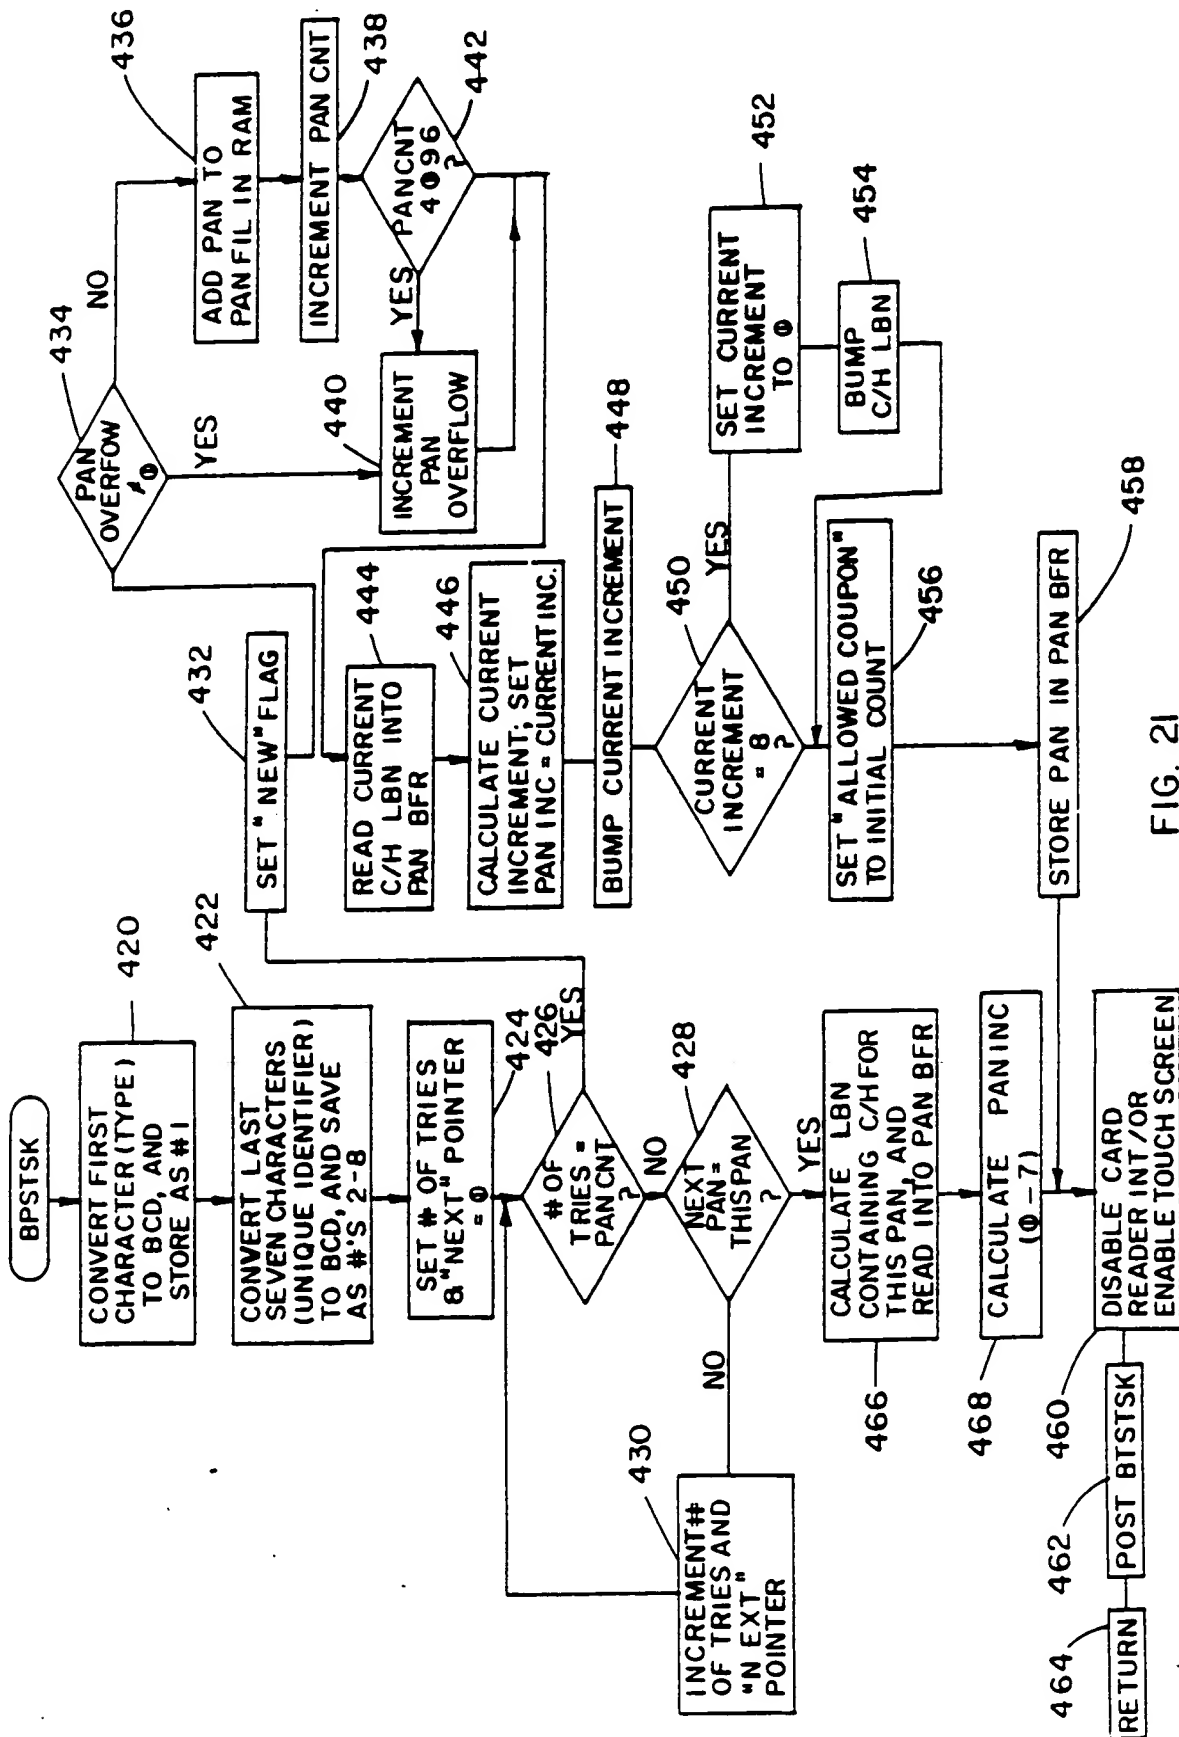 BPSTSK
CONVERT FIRST
CHARACTER (TYPE)
TO BCD, AND
STORE AS #1
420
CONVERT LAST
SEVEN CHARACTERS
(UNIQUE IDENTIFIER)
TO BCD, AND SAVE
AS #'S 2-8
422
SET # OF TRIES
& "NEXT" POINTER
= 0
424
# OF
TRIES =
PAN CNT
?
426
YES
NO
NEXT
PAN=
THISPAN
?
428
NO
YES
INCREMENT#
OF TRIES AND
"N EXT"
POINTER
430
CALCULATE LBN
CONTAINING C/H FOR
THIS PAN, AND
READ INTO PAN BFR
466
CALCULATE PAN INC
(0-7)
468
DISABLE CARD
READER INT/OR
ENABLE TOUCH SCREEN
460
POST BTSTSK
462
RETURN
464
SET "NEW" FLAG
432
PAN
OVERFOW
≠0
434
NO
YES
ADD PAN TO
PANFIL IN RAM
436
INCREMENT PAN CNT
438
PANCNT
4096
?
442
YES
INCREMENT
PAN
OVERFLOW
440
READ CURRENT
C/H LBN INTO
PAN BFR
444
CALCULATE CURRENT
INCREMENT; SET
PAN INC = CURRENT INC.
446
BUMP CURRENT INCREMENT
448
CURRENT
INCREMENT
= 8
?
450
YES
SET CURRENT
INCREMENT
TO 0
452
BUMP
C/H LBN
454
SET "ALLOWED COUPON"
TO INITIAL COUNT
456
STORE PAN IN PAN BFR
458
FIG. 21